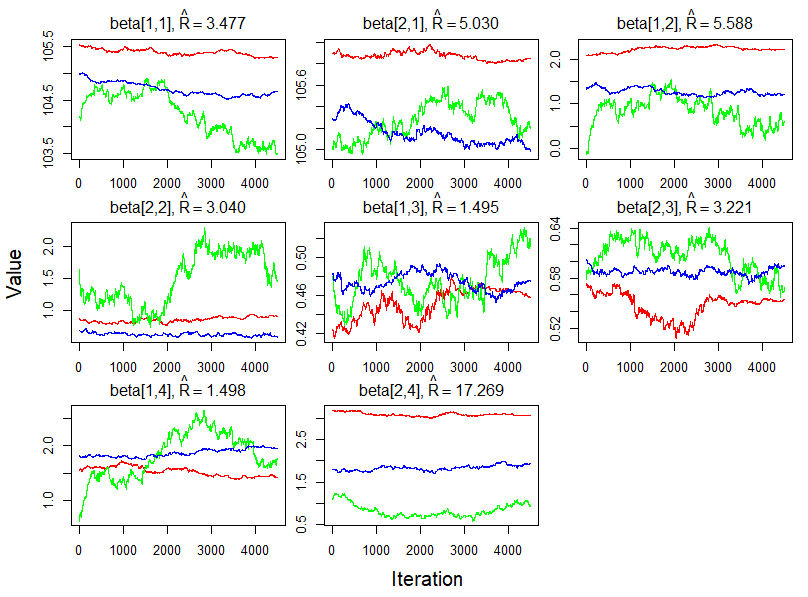 beta[1,1], R̂ = 3.477
beta[2,1], R̂ = 5.030
beta[1,2], R̂ = 5.588
103.5 104.5 105.5
0 1000 2000 3000 4000
105.0 105.6
0 1000 2000 3000 4000
0.0 1.0 2.0
0 1000 2000 3000 4000
beta[2,2], R̂ = 3.040
beta[1,3], R̂ = 1.495
beta[2,3], R̂ = 3.221
Value
1.0 1.5 2.0
0 1000 2000 3000 4000
0.42 0.46 0.50
0 1000 2000 3000 4000
0.52 0.58 0.64
0 1000 2000 3000 4000
beta[1,4], R̂ = 1.498
beta[2,4], R̂ = 17.269
1.0 2.0
0 1000 2000 3000 4000
0.5 1.5 2.5
0 1000 2000 3000 4000
Iteration